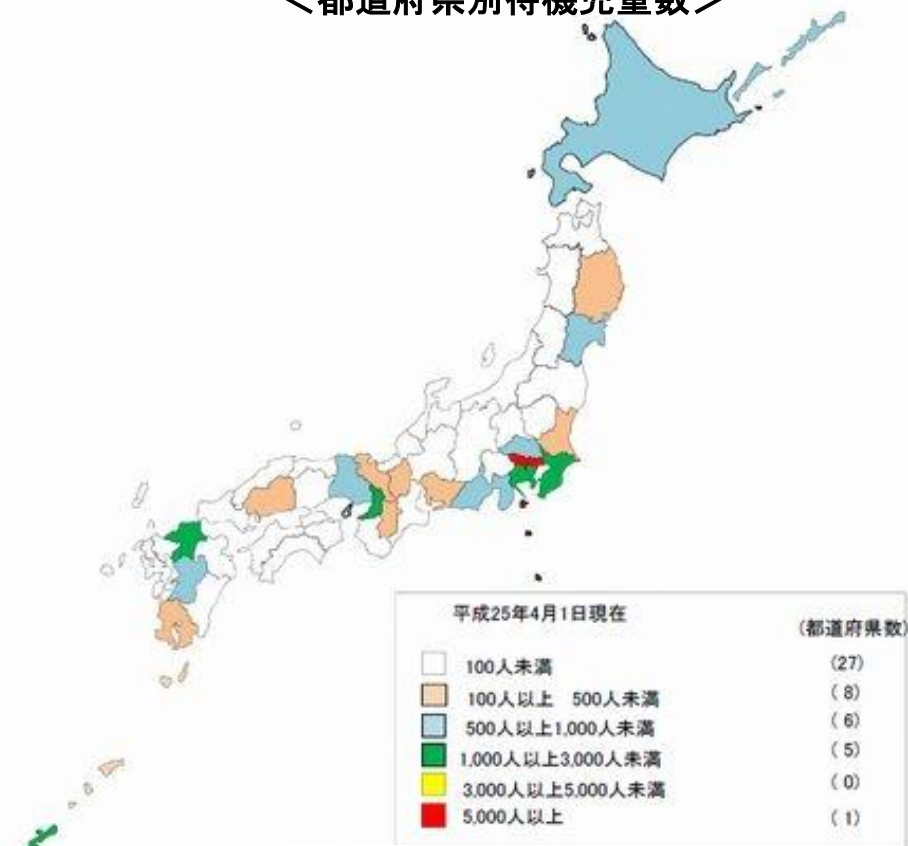 ＜都道府県別待機児童数＞
平成25年4月1日現在
(都道府県数)
100人未満 (27)
100人以上 500人未満 ( 8)
500人以上1,000人未満 ( 6)
1,000人以上3,000人未満 ( 5)
3,000人以上5,000人未満 ( 0)
5,000人以上 ( 1)